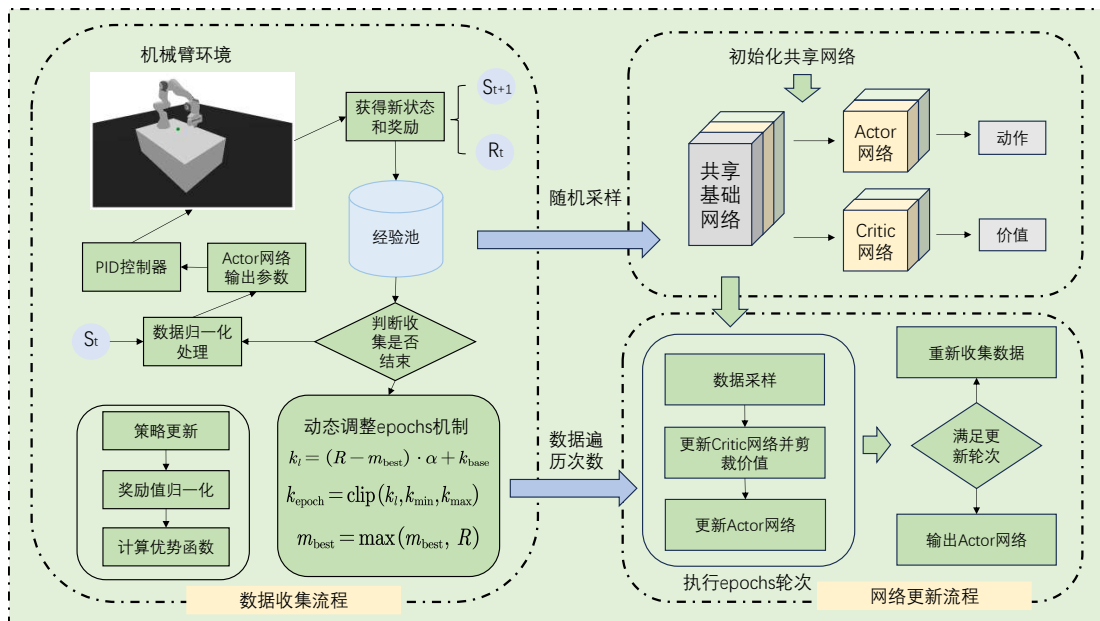 机械臂环境
获得新状态
和奖励
St+1
Rt
经验池
PID控制器
Actor网络
输出参数
St
数据归一化
处理
判断收
集是否
结束
策略更新
奖励值归一化
计算优势函数
动态调整epochs机制
k_l = (R − m_best) · α + k_base
k_epoch = clip(k_l, k_min, k_max)
m_best = max(m_best, R)
数据收集流程
随机采样
数据遍
历次数
初始化共享网络
共享
基础
网络
Actor
网络
动作
Critic
网络
价值
数据采样
更新Critic网络并剪
裁价值
更新Actor网络
执行epochs轮次
重新收集数据
满足更
新轮次
输出Actor网络
网络更新流程